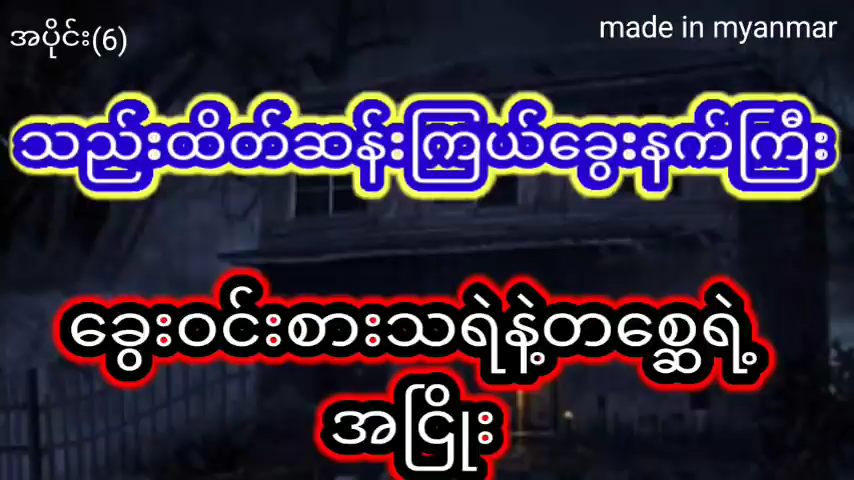 အပိုင်း(6)
made in myanmar
သည်းထိတ်ဆန်းကြယ်ခွေးနက်ကြီး
ခွေးဝင်းစားသရဲနဲ့တစ္ဆေရဲ့
အငြိုး